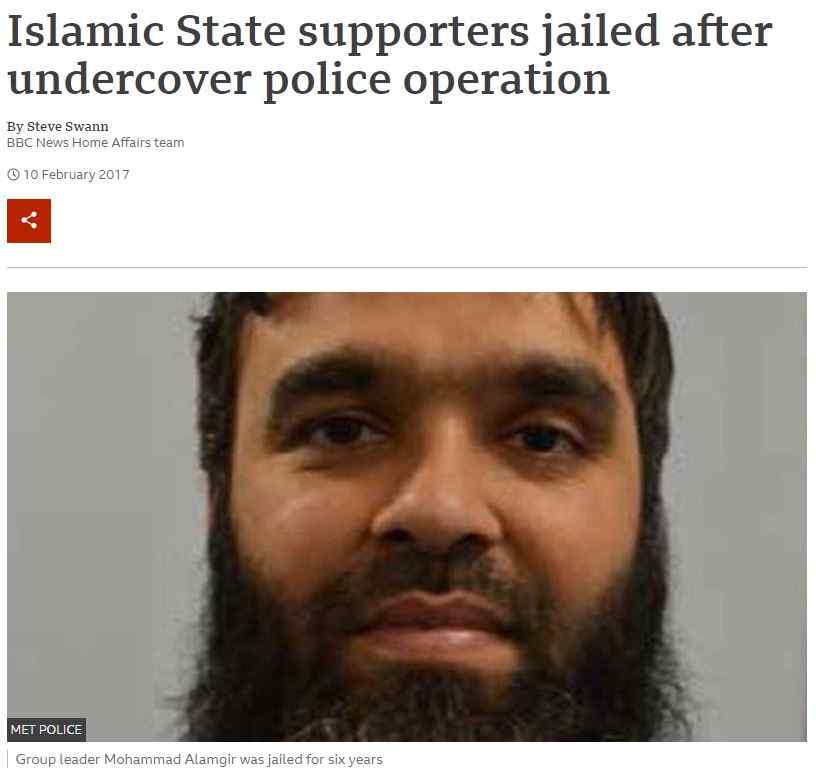 Islamic State supporters jailed after
undercover police operation
By Steve Swann
BBC News Home Affairs team
10 February 2017
MET POLICE
Group leader Mohammad Alamgir was jailed for six years